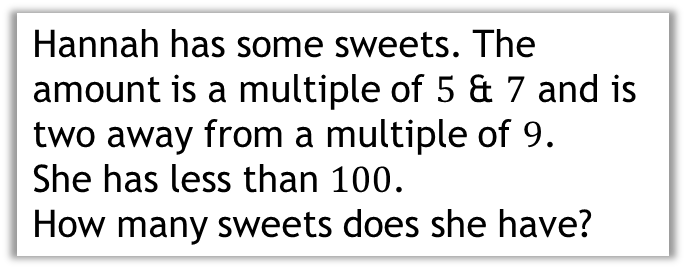 Hannah has some sweets. The
amount is a multiple of 5 & 7 and is
two away from a multiple of 9.
She has less than 100.
How many sweets does she have?